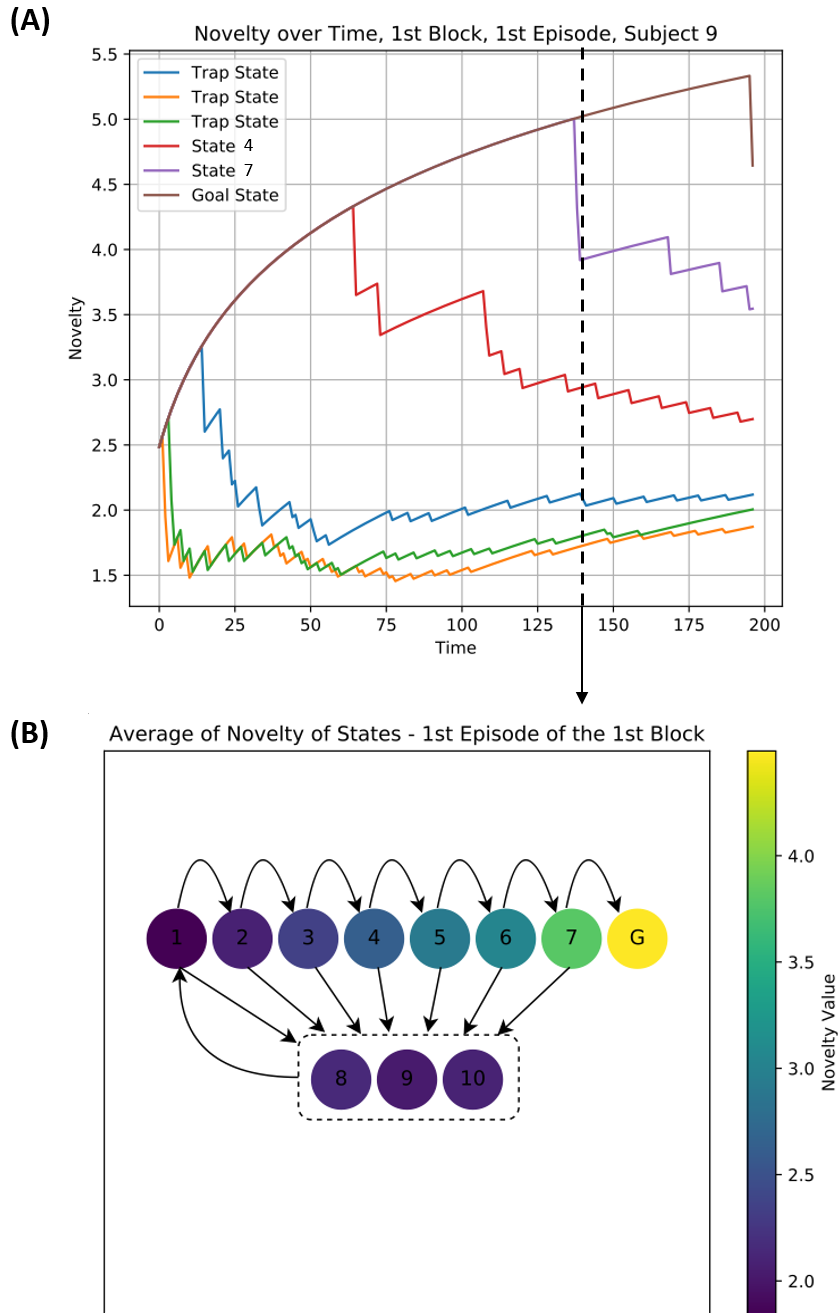 (A)
Novelty over Time, 1st Block, 1st Episode, Subject 9
5.5
5.0
4.5
4.0
3.5
3.0
2.5
2.0
1.5
Novelty
Trap State
Trap State
Trap State
State 4
State 7
Goal State
0 25 50 75 100 125 150 175 200
Time
(B)
Average of Novelty of States - 1st Episode of the 1st Block
1 2 3 4 5 6 7 G
8 9 10
4.0
3.5
3.0
2.5
2.0
Novelty Value